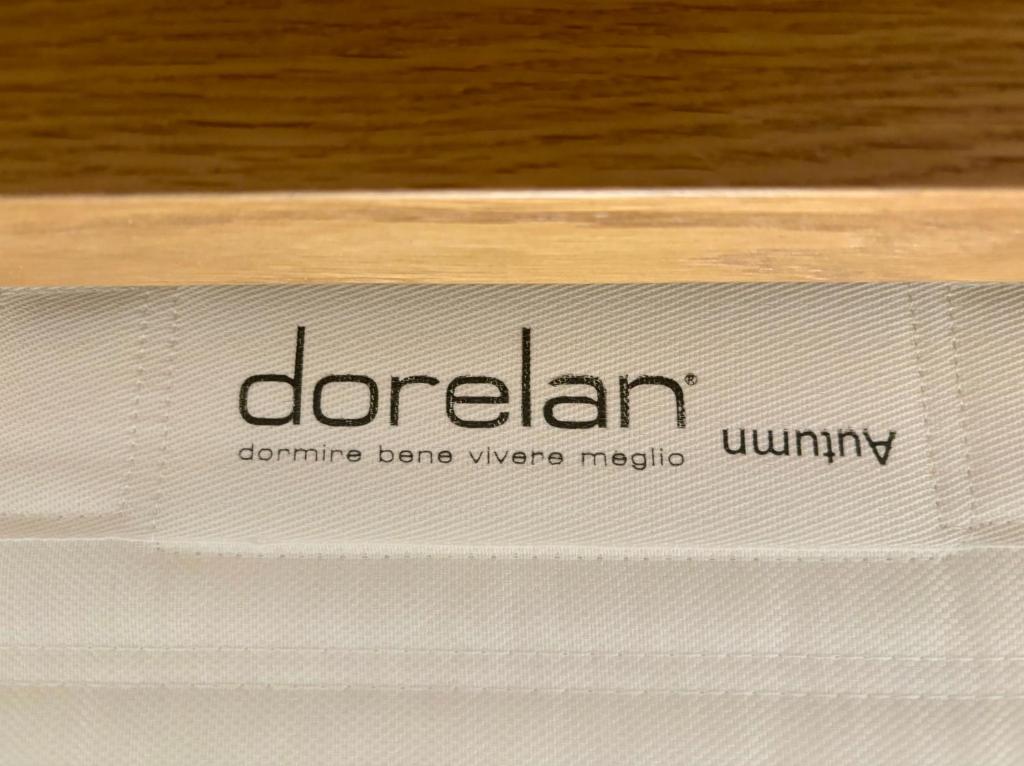 dorelan®
dormire bene vivere meglio
Autumn